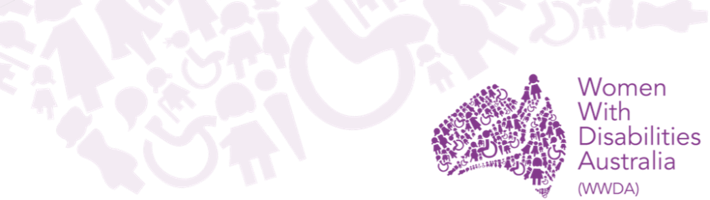 Women
With
Disabilities
Australia
(WWDA)